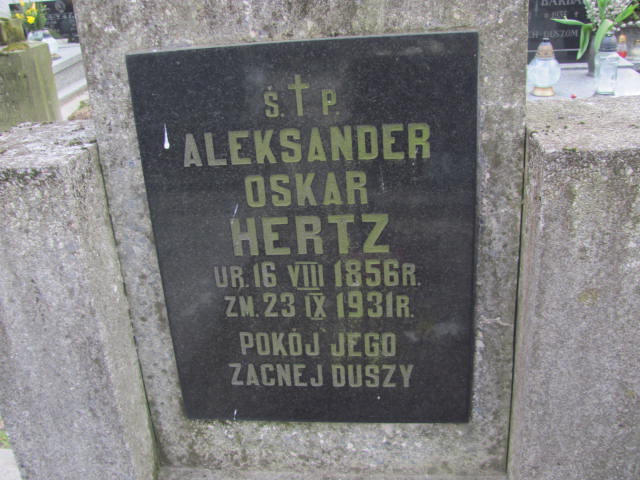 Ś. † P.
ALEKSANDER
OSKAR
HERTZ
UR. 16 VIII 1856 R.
ZM. 23 IX 1931 R.
POKÓJ JEGO
ZACNEJ DUSZY